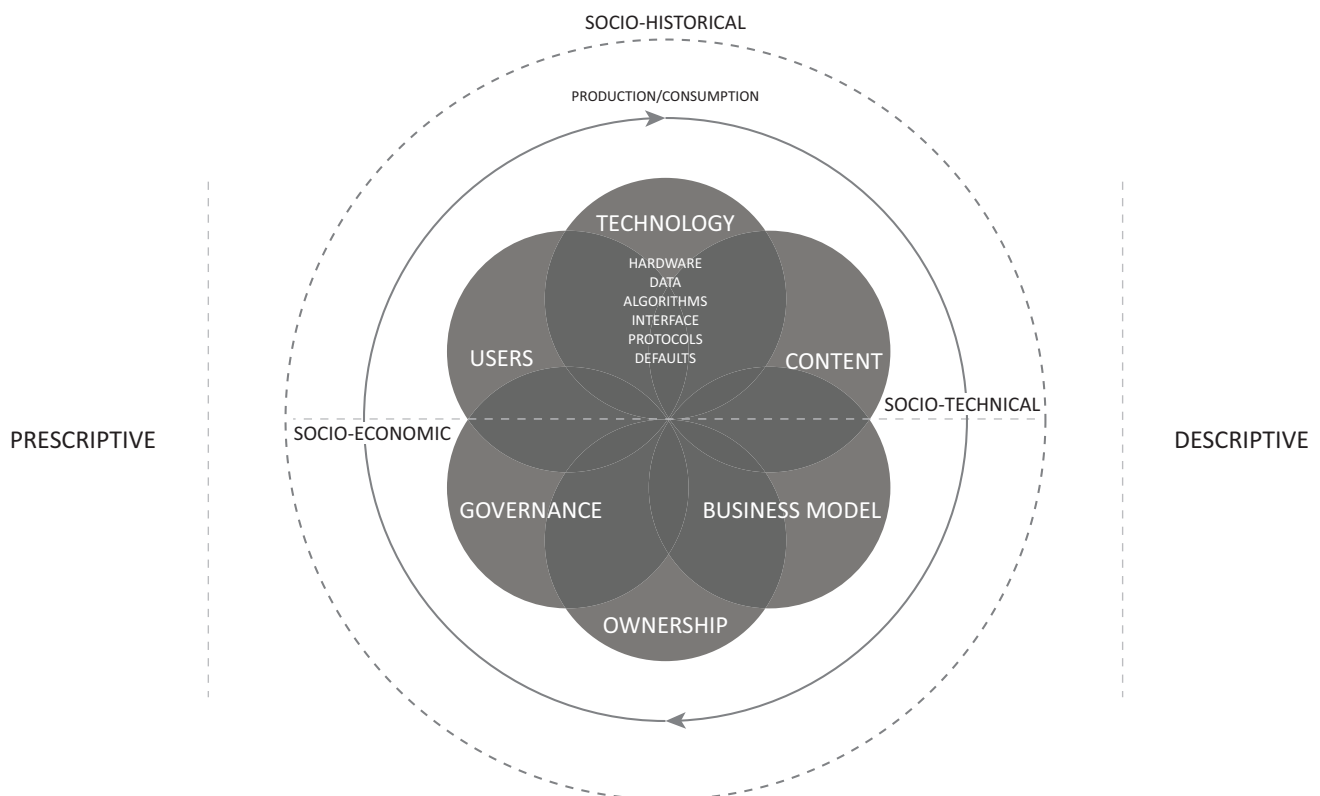 SOCIO-HISTORICAL
PRODUCTION/CONSUMPTION
TECHNOLOGY
HARDWARE
DATA
ALGORITHMS
INTERFACE
PROTOCOLS
DEFAULTS
USERS
CONTENT
SOCIO-TECHNICAL
SOCIO-ECONOMIC
PRESCRIPTIVE
DESCRIPTIVE
GOVERNANCE
BUSINESS MODEL
OWNERSHIP